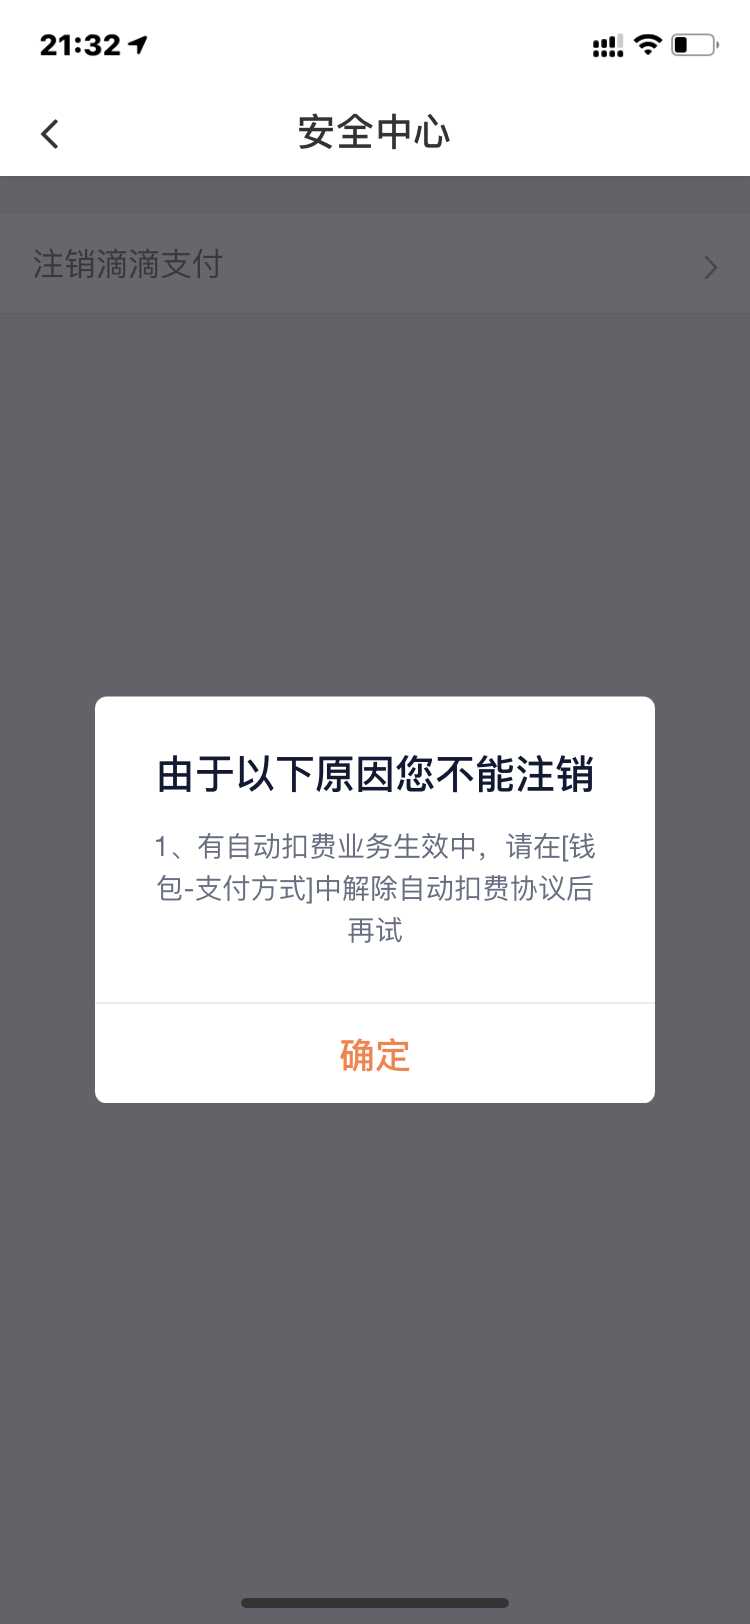 21:32
安全中心
注销滴滴支付
由于以下原因您不能注销
1、有自动扣费业务生效中，请在[钱
包-支付方式]中解除自动扣费协议后
再试
确定